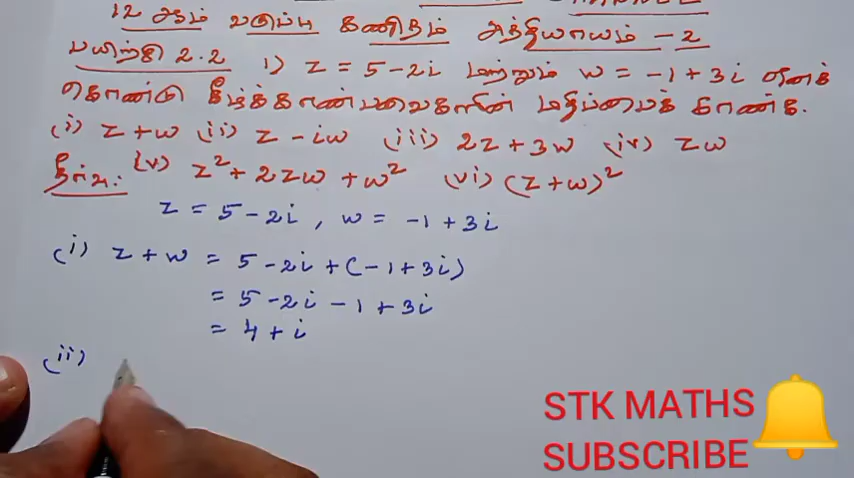 12 ஆம் வகுப்பு கணிதம் அத்தியாயம் - 2
பயிற்சி 2.2 1) z = 5 - 2i மற்றும் w = -1 + 3i எனக்
கொண்டு கீழ்க்காண்பவைகளின் மதிப்பைக் காண்க.
(i) z + w (ii) z - iw (iii) 2z + 3w (iv) zw
(v) z² + 2zw + w² (vi) (z + w)²
தீர்வு:
z = 5 - 2i , w = -1 + 3i
(i) z + w = 5 - 2i + (-1 + 3i)
= 5 - 2i - 1 + 3i
= 4 + i
(ii)
STK MATHS
SUBSCRIBE